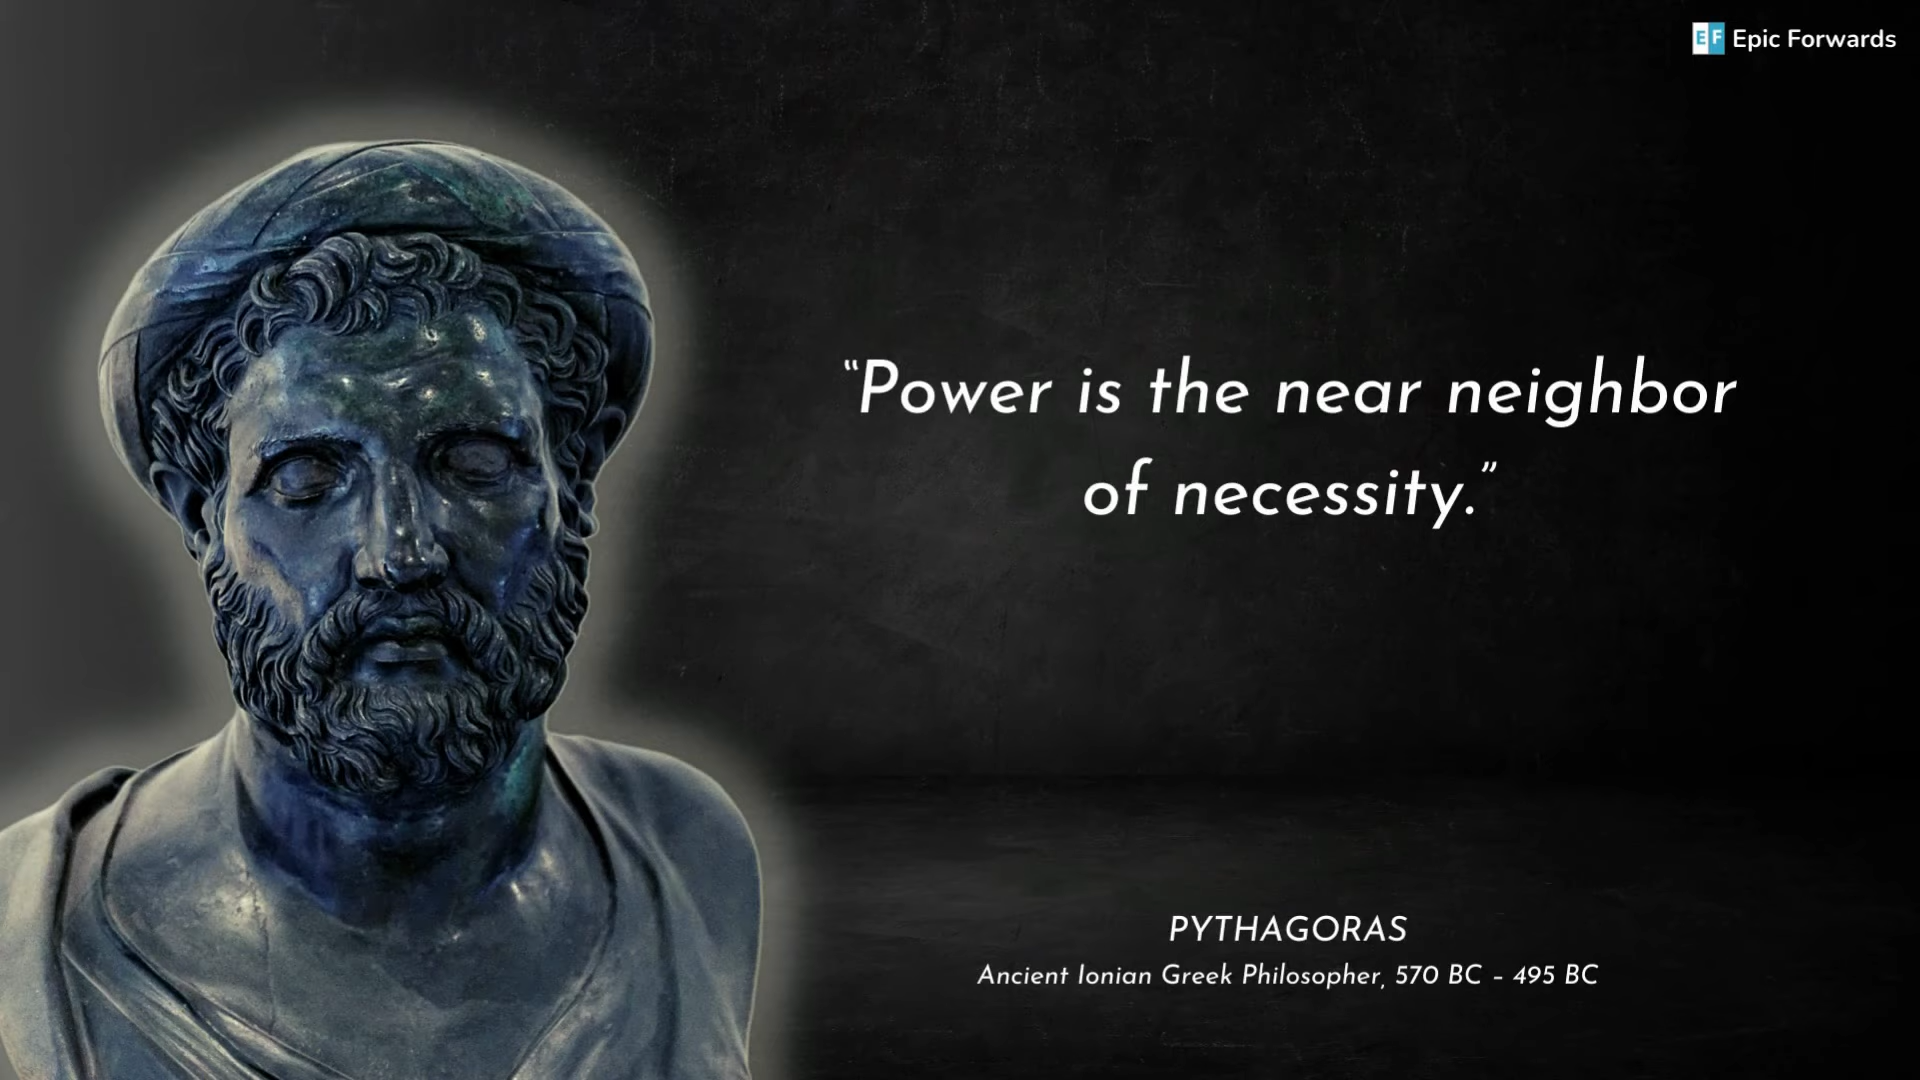 EF Epic Forwards
“Power is the near neighbor
of necessity.”
PYTHAGORAS
Ancient Ionian Greek Philosopher, 570 BC – 495 BC